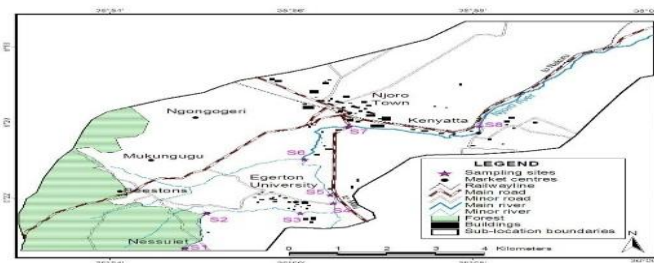 Njoro
Town
Ngongogeri
Kenyatta
S8
S7
S6
Mukungugu
Egerton
University
Beestons
S5
S4
S3
S2
Nessuiet
S1
LEGEND
Sampling sites
Market centres
Railwayline
Main road
Minor road
Main river
Minor river
Forest
Buildings
Sub-location boundaries
0 1 2 3 4
Kilometers
N